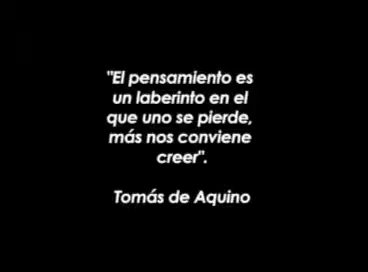 "El pensamiento es
un laberinto en el
que uno se pierde,
más nos conviene
creer".
Tomás de Aquino